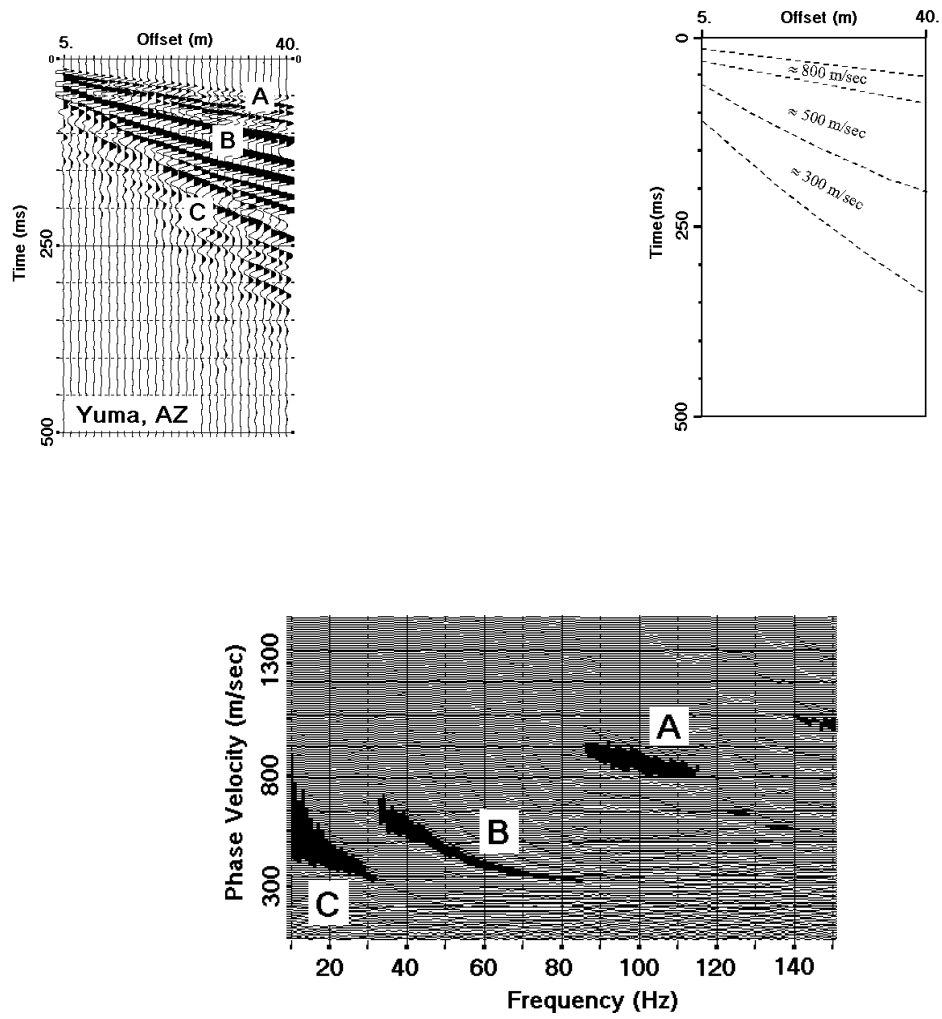 5. Offset (m) 40.
0 0
A
B
C
250
Time (ms)
500
Yuma, AZ
5. Offset (m) 40.
0
≈ 800 m/sec
≈ 500 m/sec
≈ 300 m/sec
250
Time(ms)
500
1300
800
300
Phase Velocity (m/sec)
A
B
C
20 40 60 80 100 120 140
Frequency (Hz)